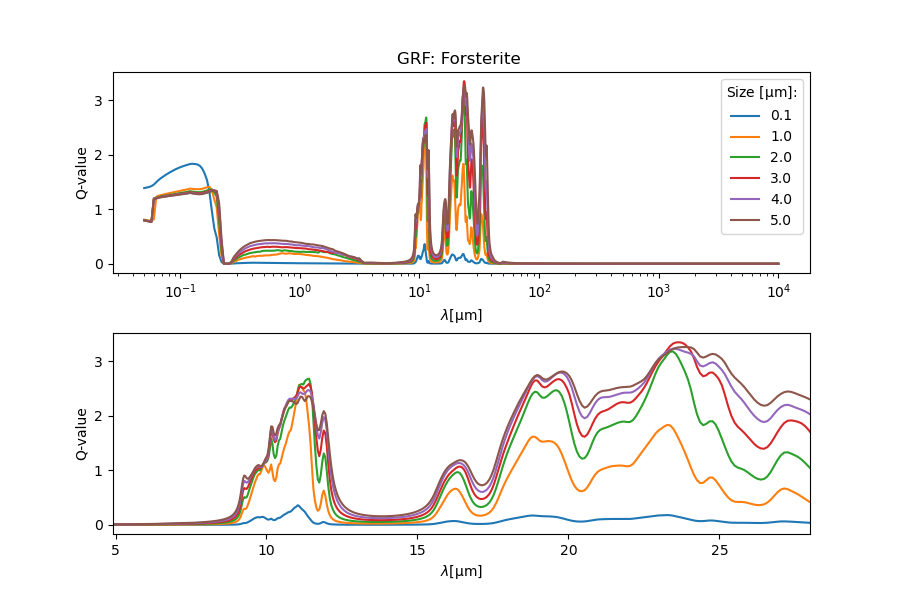 GRF: Forsterite
Q-value
3
2
1
0
Size [μm]:
0.1
1.0
2.0
3.0
4.0
5.0
10⁻¹ 10⁰ 10¹ 10² 10³ 10⁴
λ[μm]
Q-value
3
2
1
0
5 10 15 20 25
λ[μm]